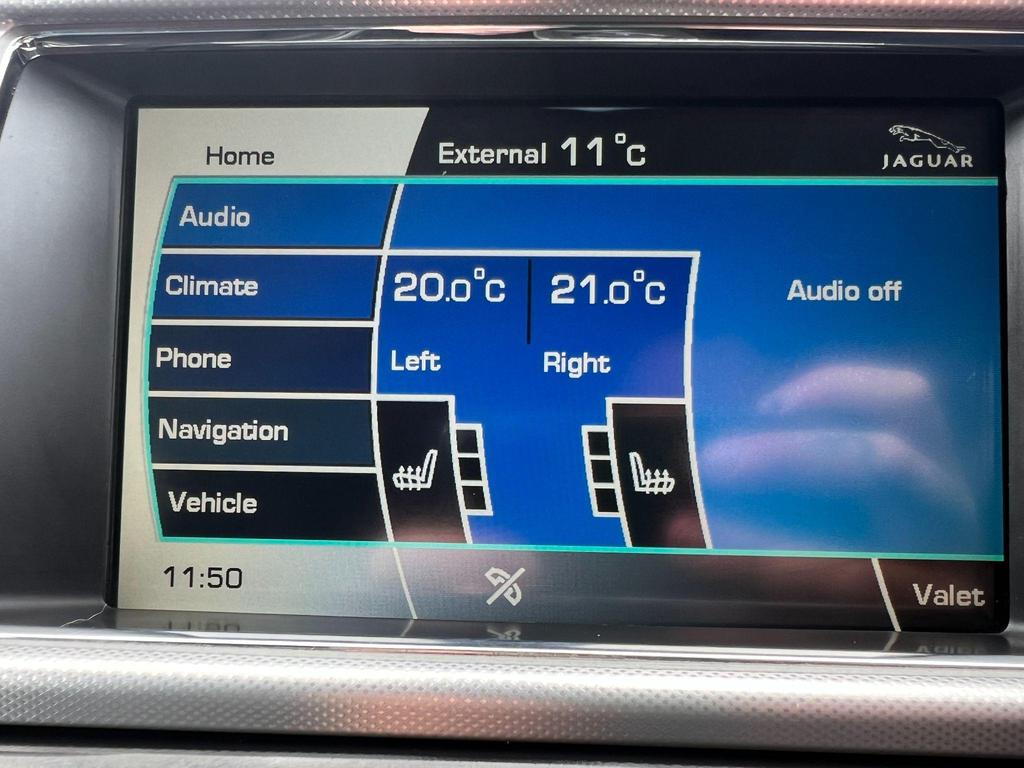 Home
External 11°c
JAGUAR
Audio
Climate
20.0°c
21.0°c
Audio off
Phone
Left
Right
Navigation
Vehicle
11:50
Valet